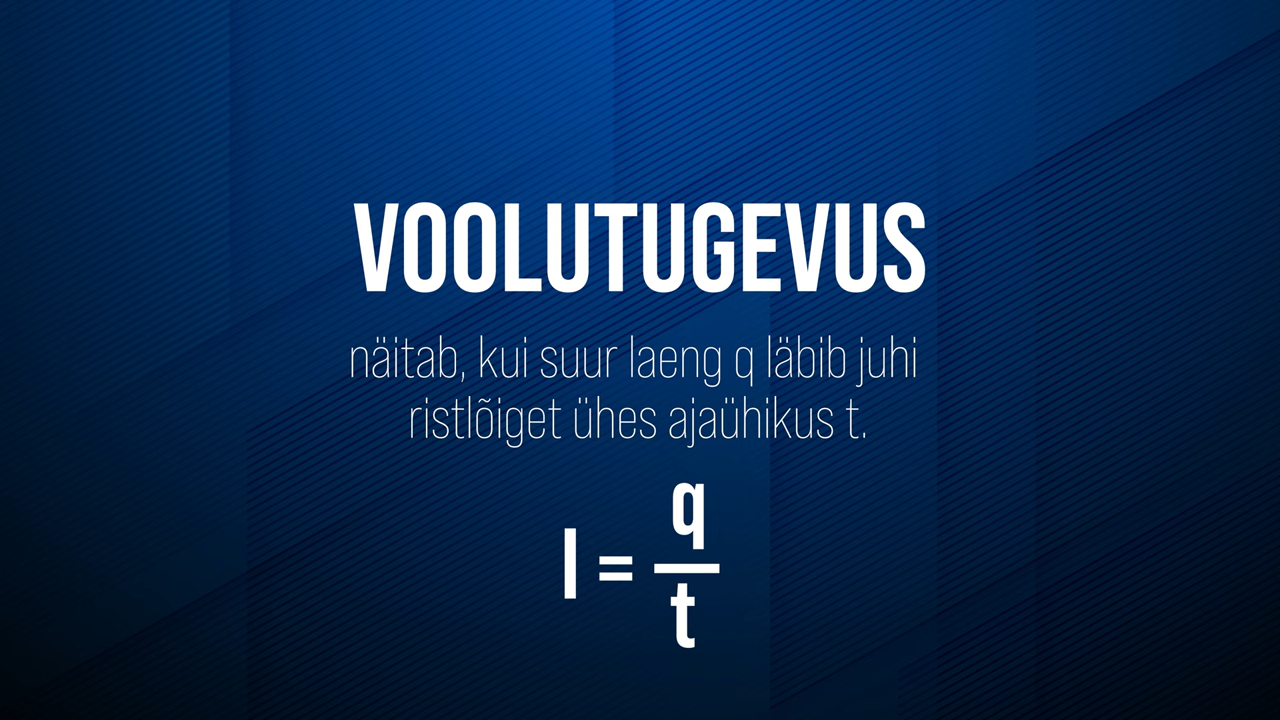 VOOLUTUGEVUS
näitab, kui suur laeng q läbib juhi
ristlõiget ühes ajaühikus t.
I = q/t